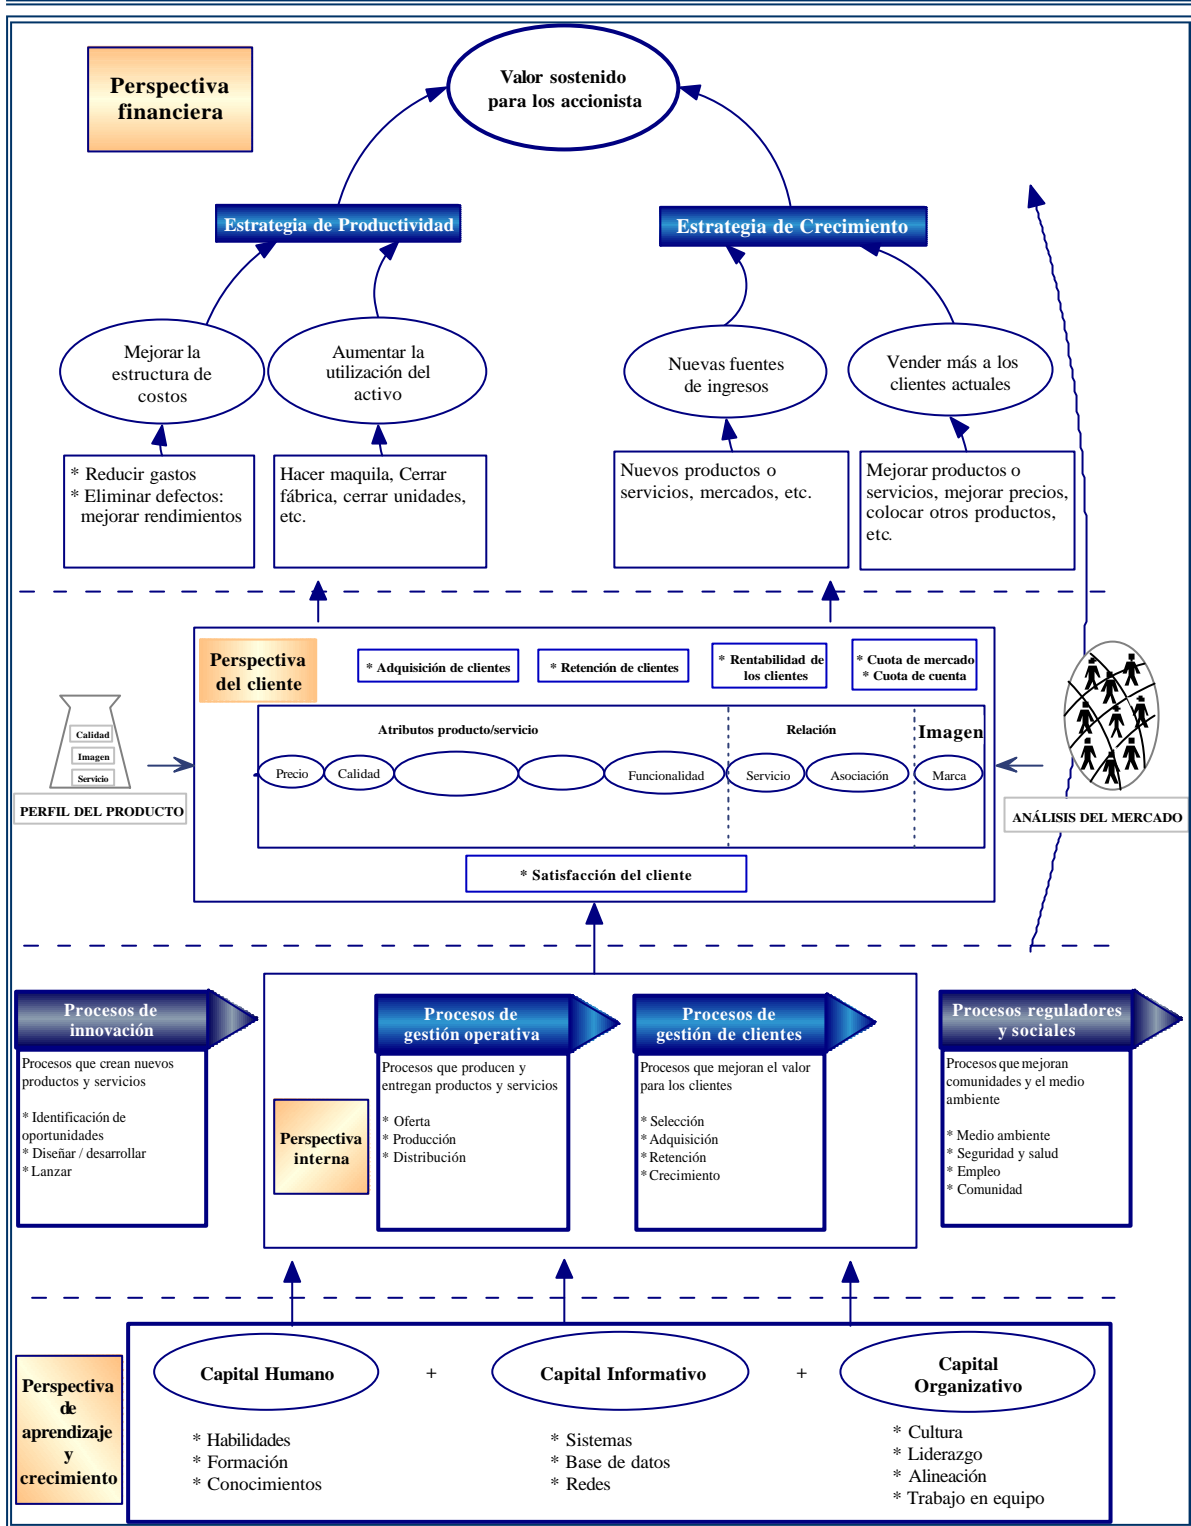 Perspectiva
financiera
Valor sostenido
para los accionista
Estrategia de Productividad
Estrategia de Crecimiento
Mejorar la
estructura de
costos
Aumentar la
utilización del
activo
Nuevas fuentes
de ingresos
Vender más a los
clientes actuales
* Reducir gastos
* Eliminar defectos:
mejorar rendimientos
Hacer maquila, Cerrar
fábrica, cerrar unidades,
etc.
Nuevos productos o
servicios, mercados, etc.
Mejorar productos o
servicios, mejorar precios,
colocar otros productos,
etc.
Perspectiva
del cliente
* Adquisición de clientes
* Retención de clientes
* Rentabilidad de
los clientes
* Cuota de mercado
* Cuota de cuenta
Calidad
Imagen
Servicio
PERFIL DEL PRODUCTO
Atributos producto/servicio
Relación
Imagen
Precio
Calidad
Funcionalidad
Servicio
Asociación
Marca
ANÁLISIS DEL MERCADO
* Satisfacción del cliente
Procesos de
innovación
Procesos que crean nuevos
productos y servicios
* Identificación de
oportunidades
* Diseñar / desarrollar
* Lanzar
Perspectiva
interna
Procesos de
gestión operativa
Procesos que producen y
entregan productos y servicios
* Oferta
* Producción
* Distribución
Procesos de
gestión de clientes
Procesos que mejoran el valor
para los clientes
* Selección
* Adquisición
* Retención
* Crecimiento
Procesos reguladores
y sociales
Procesos que mejoran
comunidades y el medio
ambiente
* Medio ambiente
* Seguridad y salud
* Empleo
* Comunidad
Perspectiva
de
aprendizaje
y
crecimiento
Capital Humano
+
Capital Informativo
+
Capital
Organizativo
* Habilidades
* Formación
* Conocimientos
* Sistemas
* Base de datos
* Redes
* Cultura
* Liderazgo
* Alineación
* Trabajo en equipo